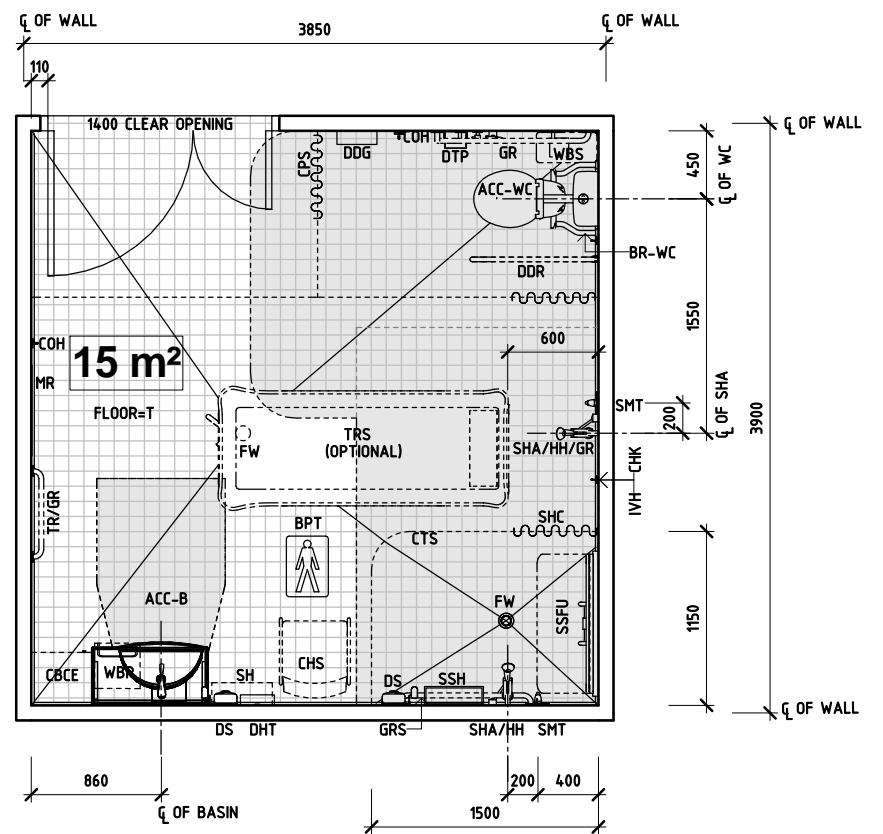 ℄ OF WALL
℄ OF WALL
3850
110
1400 CLEAR OPENING
℄ OF WALL
CPS
DDG
COHT
DTP
GR
WBS
450
℄ OF WC
ACC-WC
BR-WC
DDR
1550
600
COH
15 m²
MR
SMT
200
℄ OF SHA
3900
FLOOR=T
FW
TRS
(OPTIONAL)
SHA/HH/GR
CHK
IVH
TR/GR
BPT
SHC
CTS
ACC-B
FW
SSFU
1150
CBCE
SH
CHS
DS
SSH
DS DHT
GRS
SHA/HH
SMT
℄ OF WALL
860
200
400
℄ OF BASIN
1500